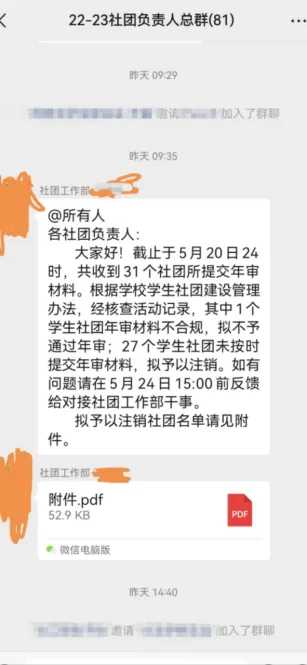 22-23社团负责人总群(81)
昨天 09:29
邀请
加入了群聊
昨天 09:35
社团工作部
@所有人
各社团负责人:
大家好！截止于5月20日24
时，共收到31个社团所提交年审
材料。根据学校学生社团建设管理
办法，经核查活动记录，其中1个
学生社团年审材料不合规，拟不予
通过年审；27个学生社团未按时
提交年审材料，拟予以注销。如有
问题请在5月24日15:00前反馈
给对接社团工作部干事。
拟予以注销社团名单请见附
件。
社团工作部
附件.pdf
52.9 KB
PDF
微信电脑版
昨天 14:40
邀请
加入了群聊